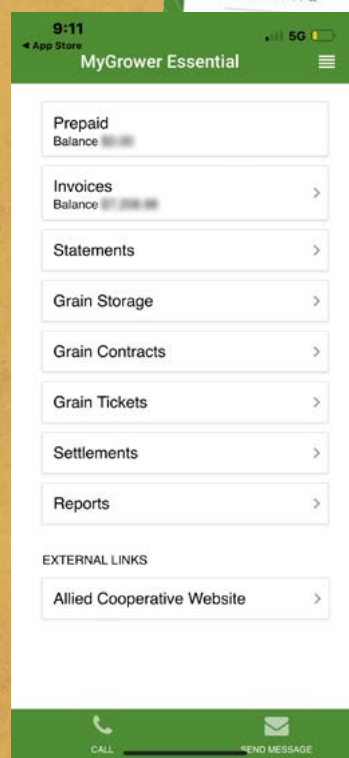 9:11
5G
◀ App Store
MyGrower Essential
Prepaid
Balance
Invoices
Balance
Statements
Grain Storage
Grain Contracts
Grain Tickets
Settlements
Reports
EXTERNAL LINKS
Allied Cooperative Website
CALL
SEND MESSAGE